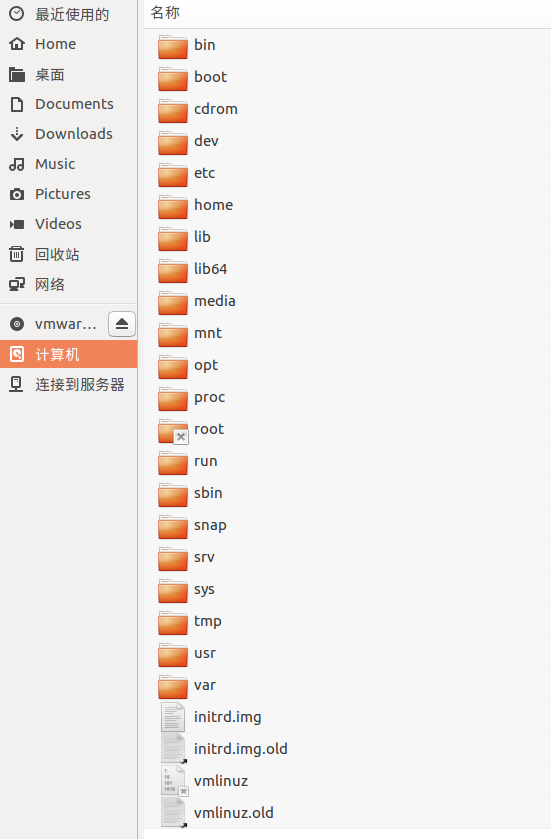 最近使用的
Home
桌面
Documents
Downloads
Music
Pictures
Videos
回收站
网络
vmwar...
计算机
连接到服务器
名称
bin
boot
cdrom
dev
etc
home
lib
lib64
media
mnt
opt
proc
root
run
sbin
snap
srv
sys
tmp
usr
var
initrd.img
initrd.img.old
vmlinuz
vmlinuz.old